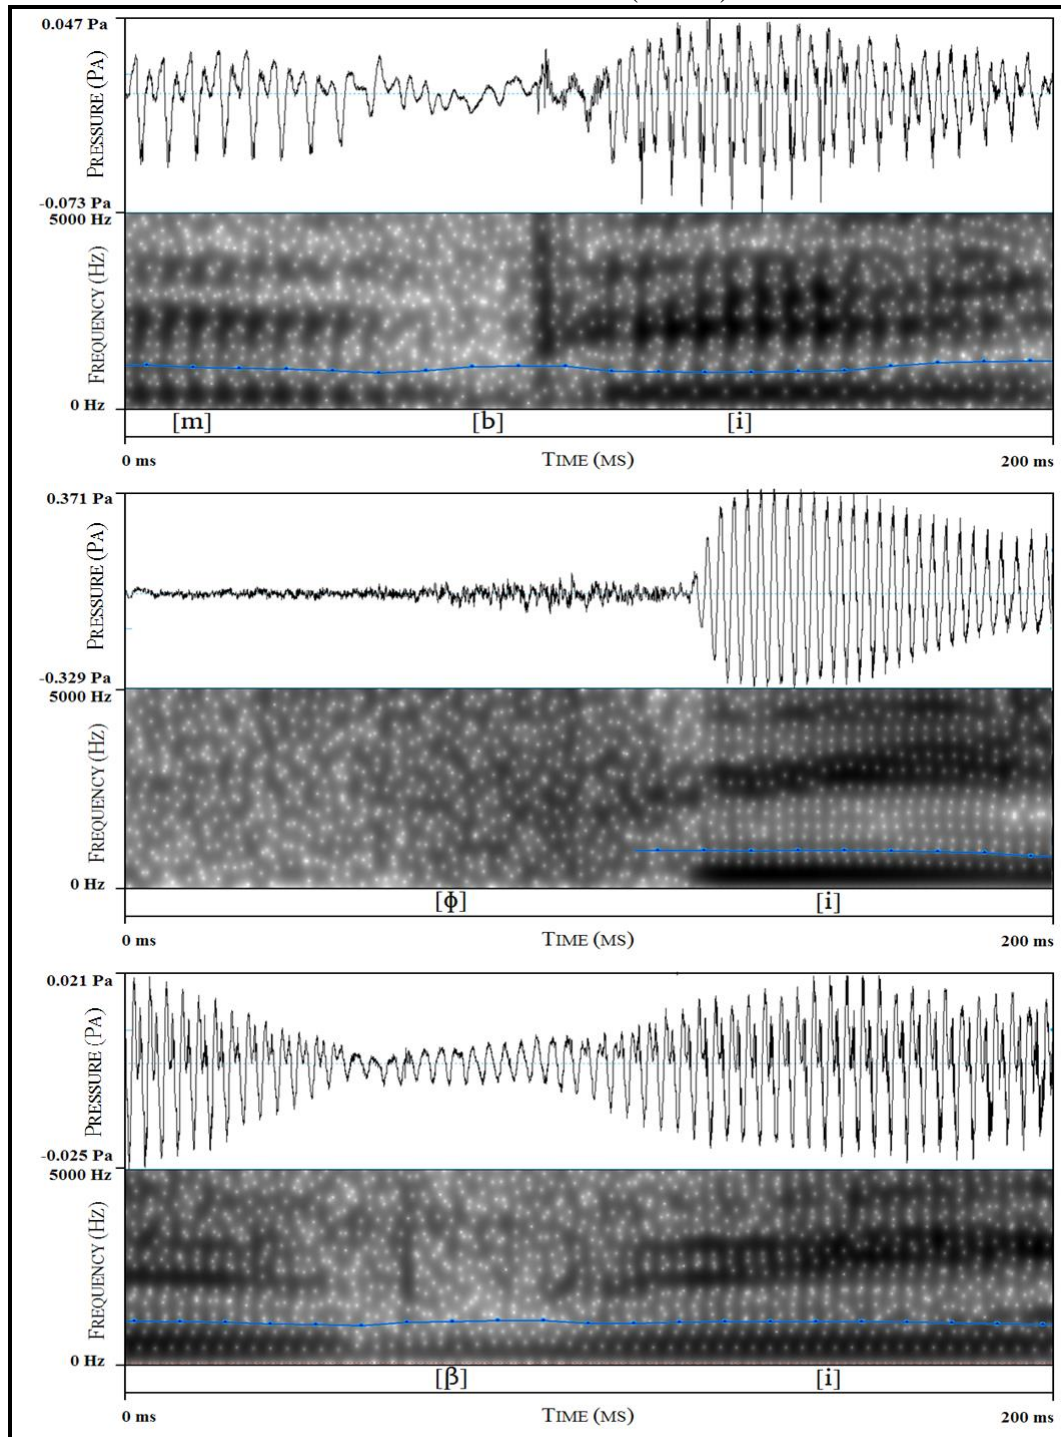 0.047 Pa
PRESSURE (PA)
-0.073 Pa
5000 Hz
FREQUENCY (HZ)
0 Hz
[m] [b] [i]
0 ms TIME (MS) 200 ms
0.371 Pa
PRESSURE (PA)
-0.329 Pa
5000 Hz
FREQUENCY (HZ)
0 Hz
[ɸ] [i]
0 ms TIME (MS) 200 ms
0.021 Pa
PRESSURE (PA)
-0.025 Pa
5000 Hz
FREQUENCY (HZ)
0 Hz
[β] [i]
0 ms TIME (MS) 200 ms